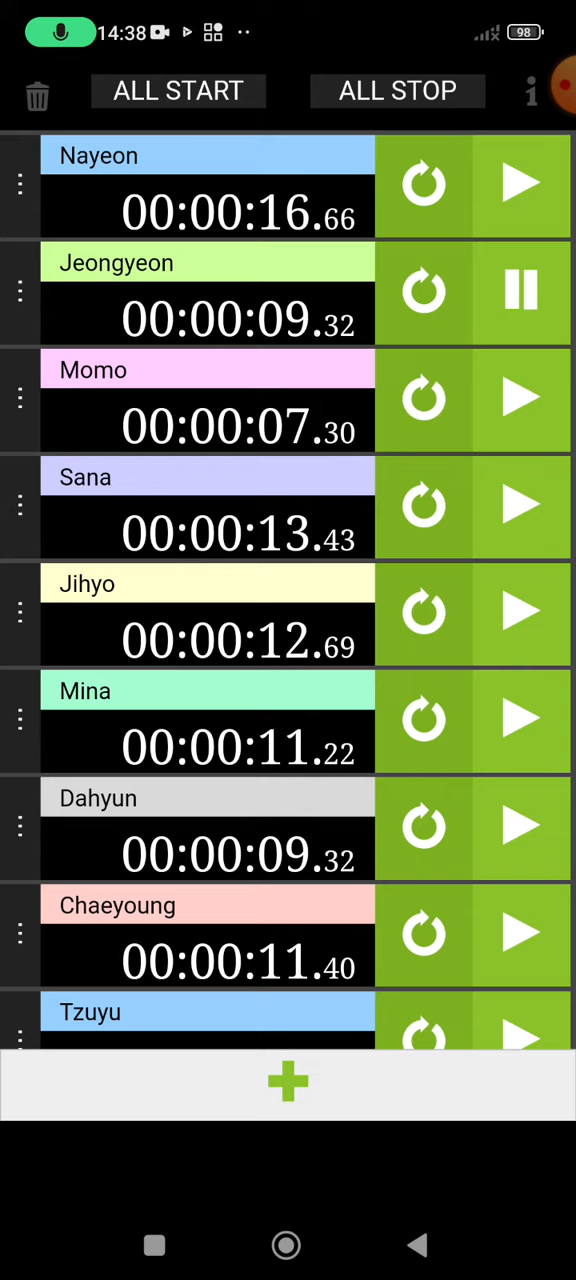 14:38
98
ALL START
ALL STOP
Nayeon
00:00:16.66
Jeongyeon
00:00:09.32
Momo
00:00:07.30
Sana
00:00:13.43
Jihyo
00:00:12.69
Mina
00:00:11.22
Dahyun
00:00:09.32
Chaeyoung
00:00:11.40
Tzuyu